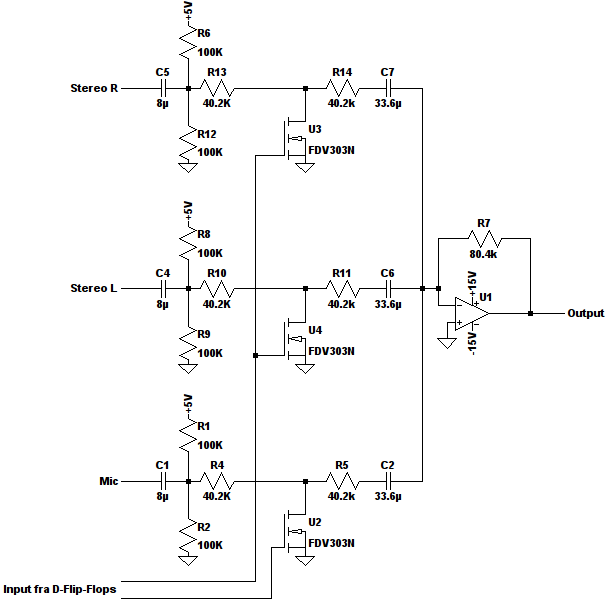 +5V
R6
100K
C5
R13
R14
C7
Stereo R
8µ
40.2K
40.2k
33.6µ
R12
100K
U3
FDV303N
+5V
R8
100K
R7
80.4k
C4
R10
R11
C6
+15V
U1
Stereo L
8µ
40.2K
40.2k
33.6µ
Output
R9
100K
U4
FDV303N
-15V
+5V
R1
100K
C1
R4
R5
C2
Mic
8µ
40.2K
40.2k
33.6µ
R2
100K
U2
FDV303N
Input fra D-Flip-Flops